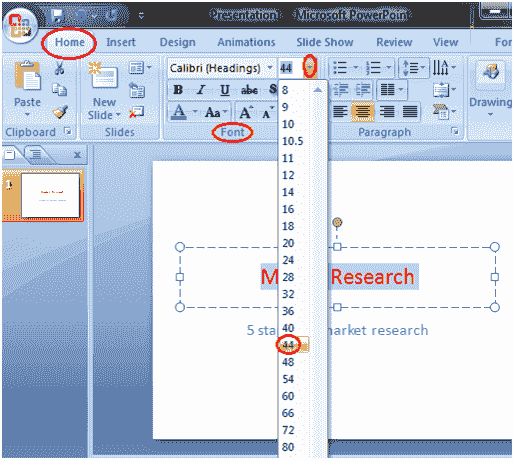 Presentation - Microsoft PowerPoin
Home Insert Design Animations Slide Show Review View For
Calibri (Headings) 44
B I U abc S
Paste New Slide Drawing
A Aa A A
Clipboard Slides Font Paragraph
8
9
10
10.5
11
12
14
16
18
20
24
28
32
36
40
44
48
54
60
66
72
80
1
M Research
5 sta market research